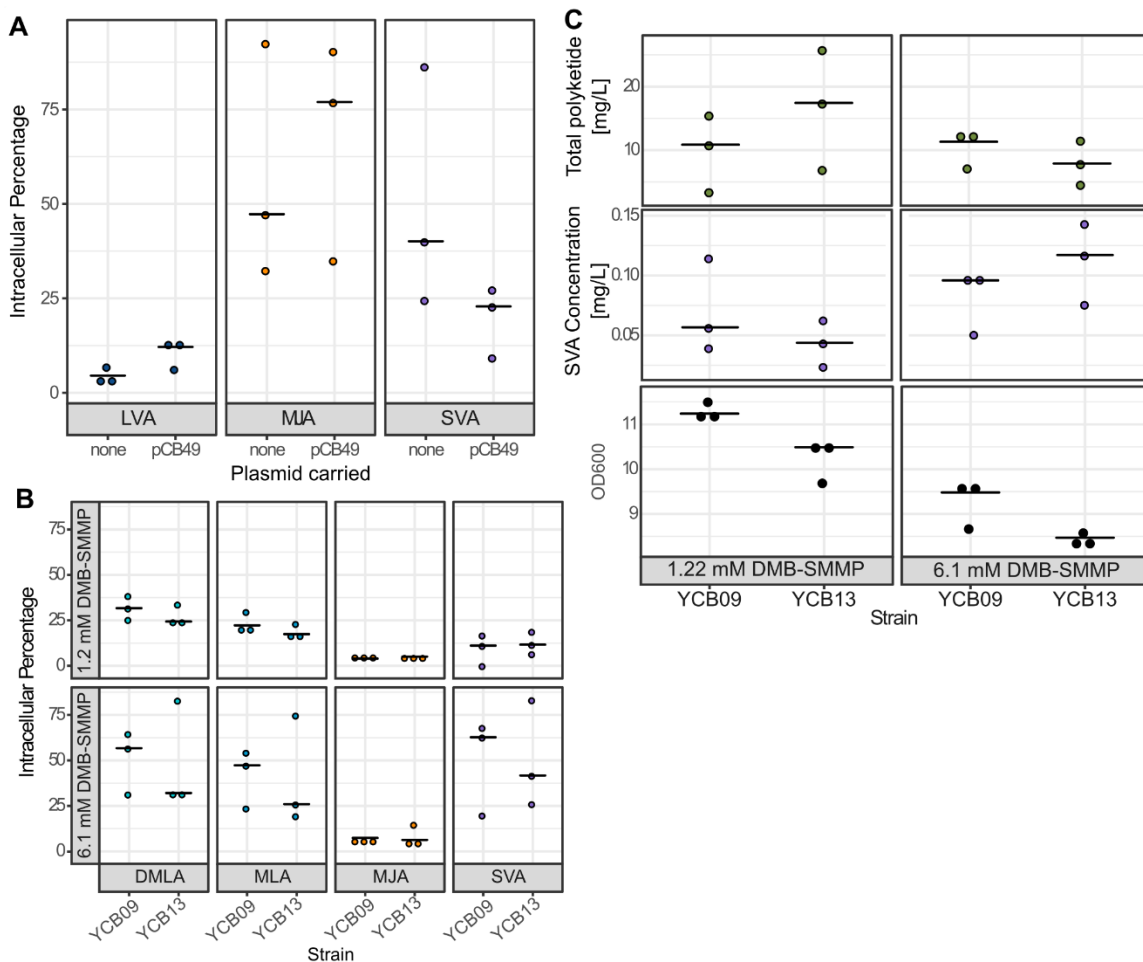 A
Intracellular Percentage
75
50
25
0
LVA
MJA
SVA
none
pCB49
none
pCB49
none
pCB49
Plasmid carried
B
Intracellular Percentage
1.2 mM DMB-SMMP
75
50
25
0
6.1 mM DMB-SMMP
75
50
25
0
DMLA
MLA
MJA
SVA
YCB09
YCB13
YCB09
YCB13
YCB09
YCB13
YCB09
YCB13
Strain
C
Total polyketide
[mg/L]
20
10
SVA Concentration
[mg/L]
0.15
0.10
0.05
OD600
11
10
9
1.22 mM DMB-SMMP
6.1 mM DMB-SMMP
YCB09
YCB13
YCB09
YCB13
Strain